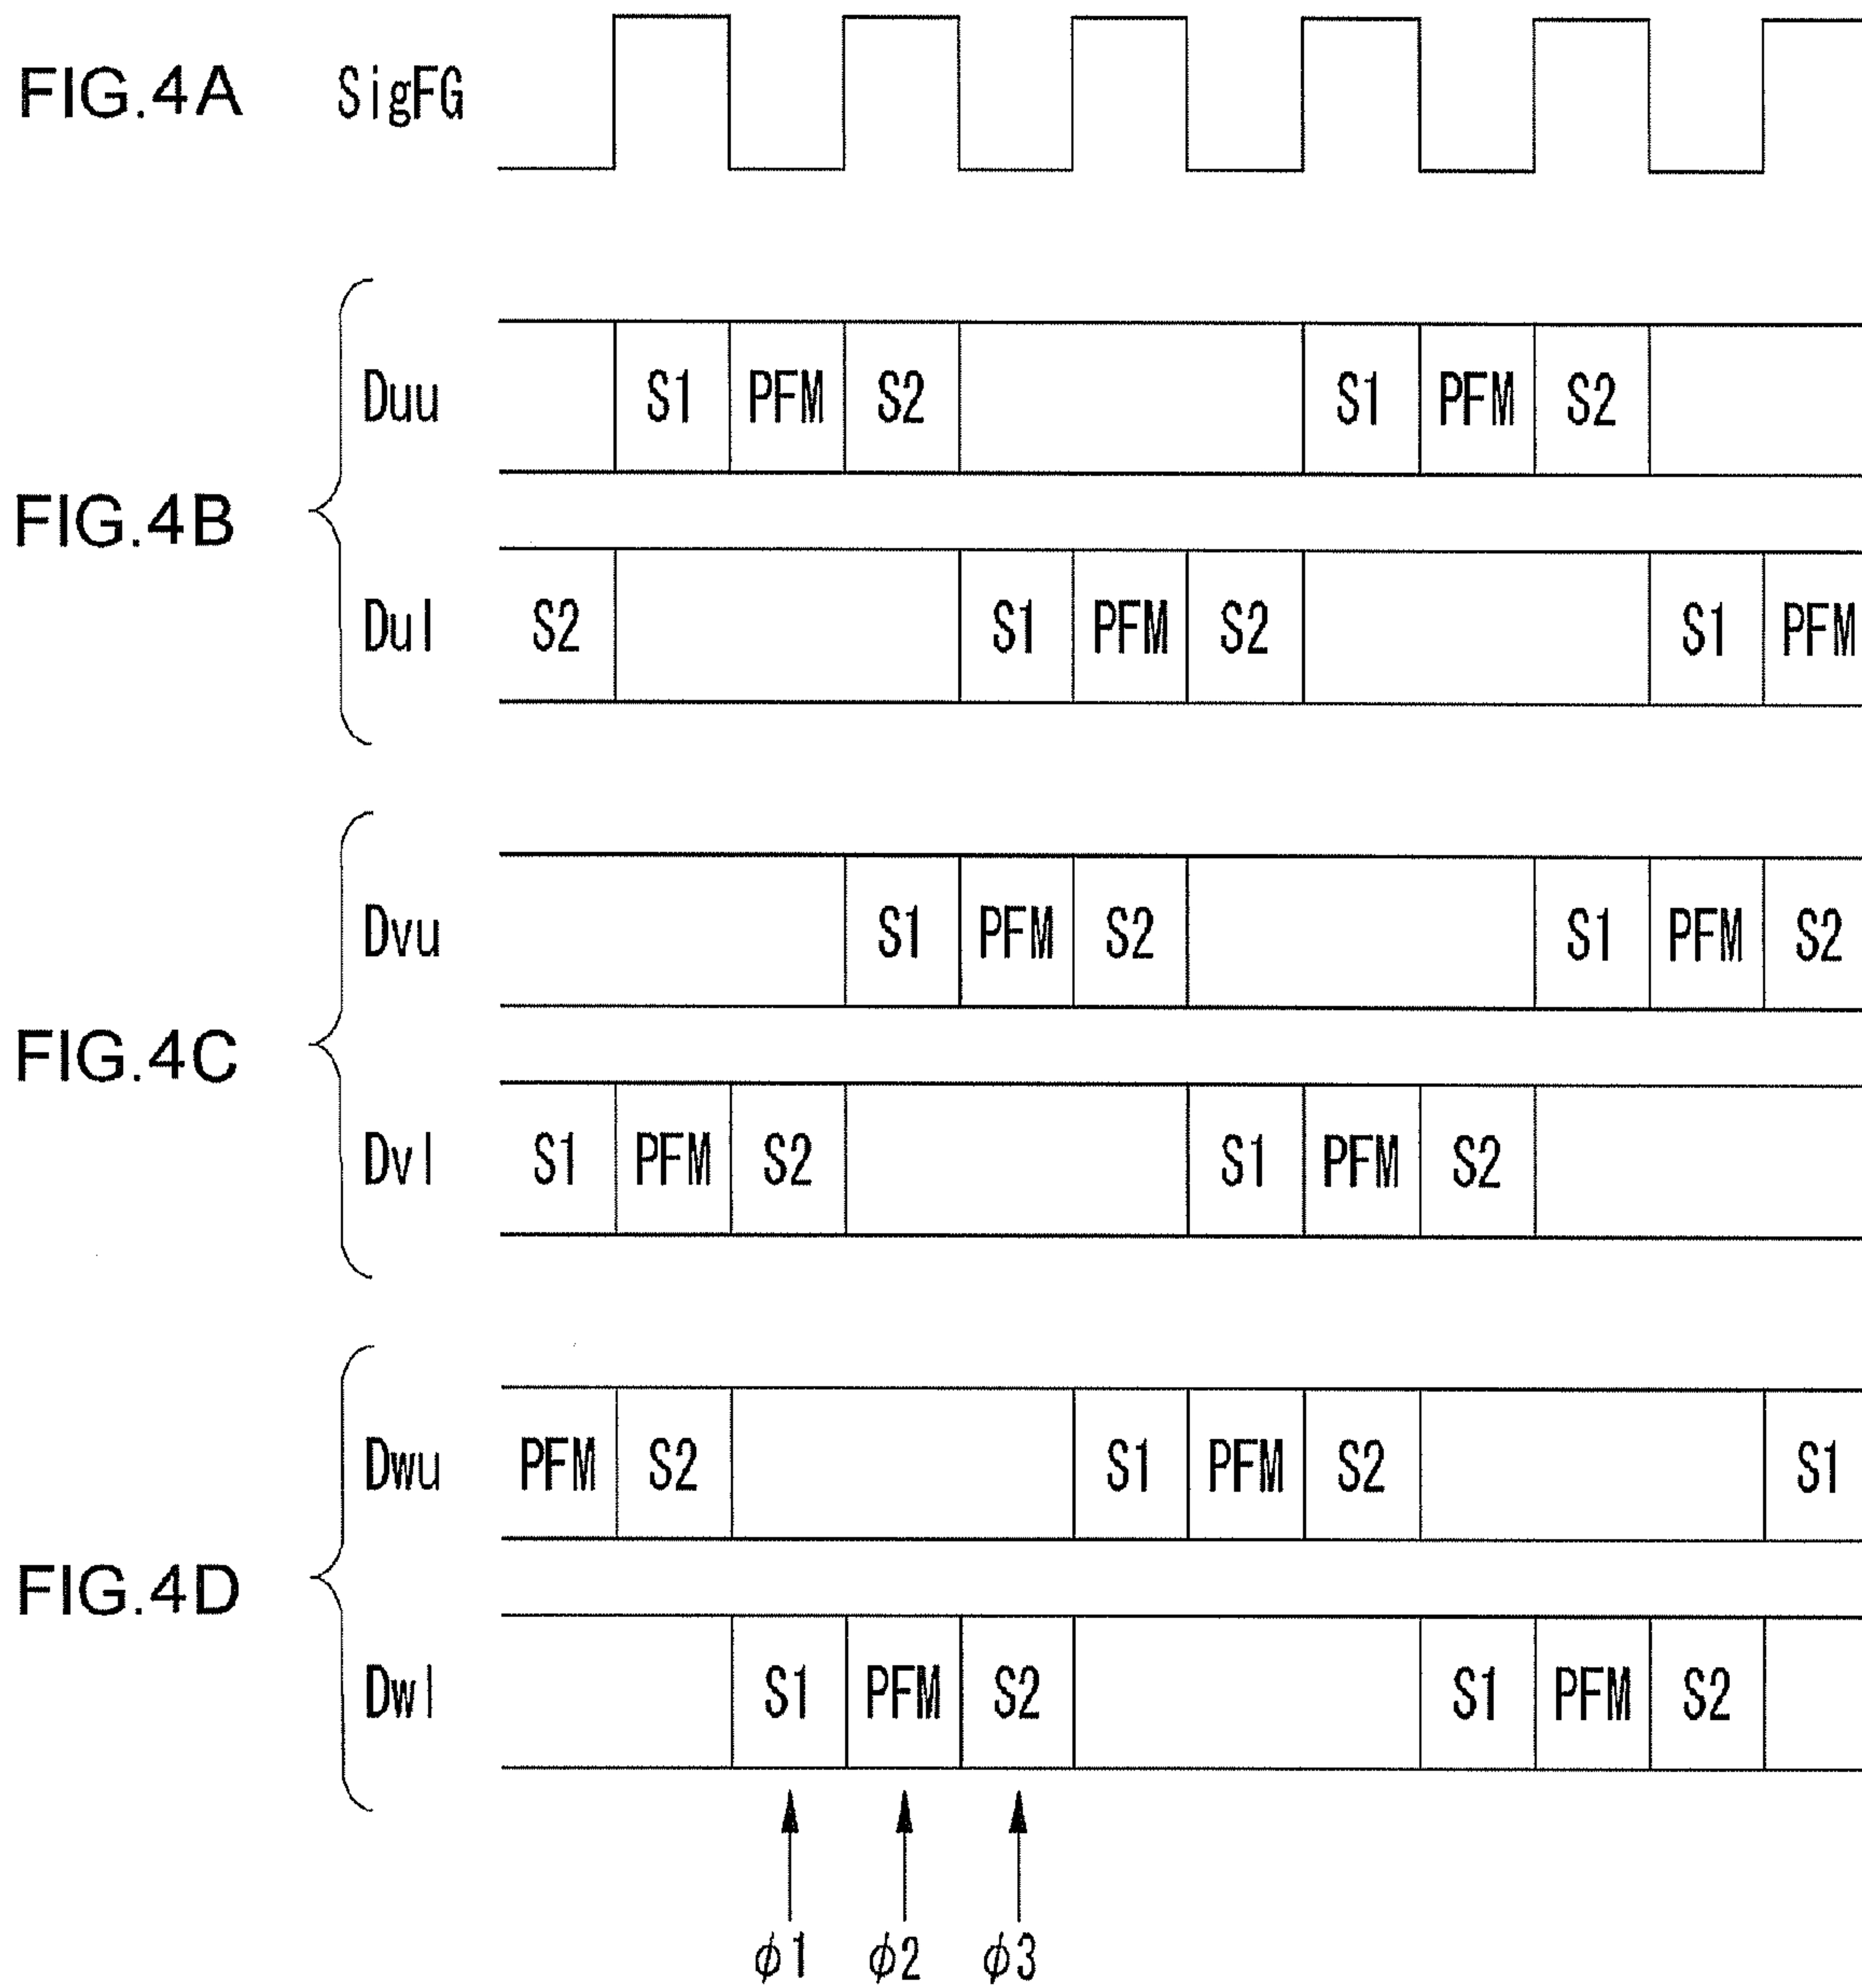 FIG.4A SigFG
FIG.4B
Duu S1 PFM S2 S1 PFM S2
Dul S2 S1 PFM S2 S1 PFM
FIG.4C
Dvu S1 PFM S2 S1 PFM S2
Dvl S1 PFM S2 S1 PFM S2
FIG.4D
Dwu PFM S2 S1 PFM S2 S1
Dwl S1 PFM S2 S1 PFM S2
φ1 φ2 φ3